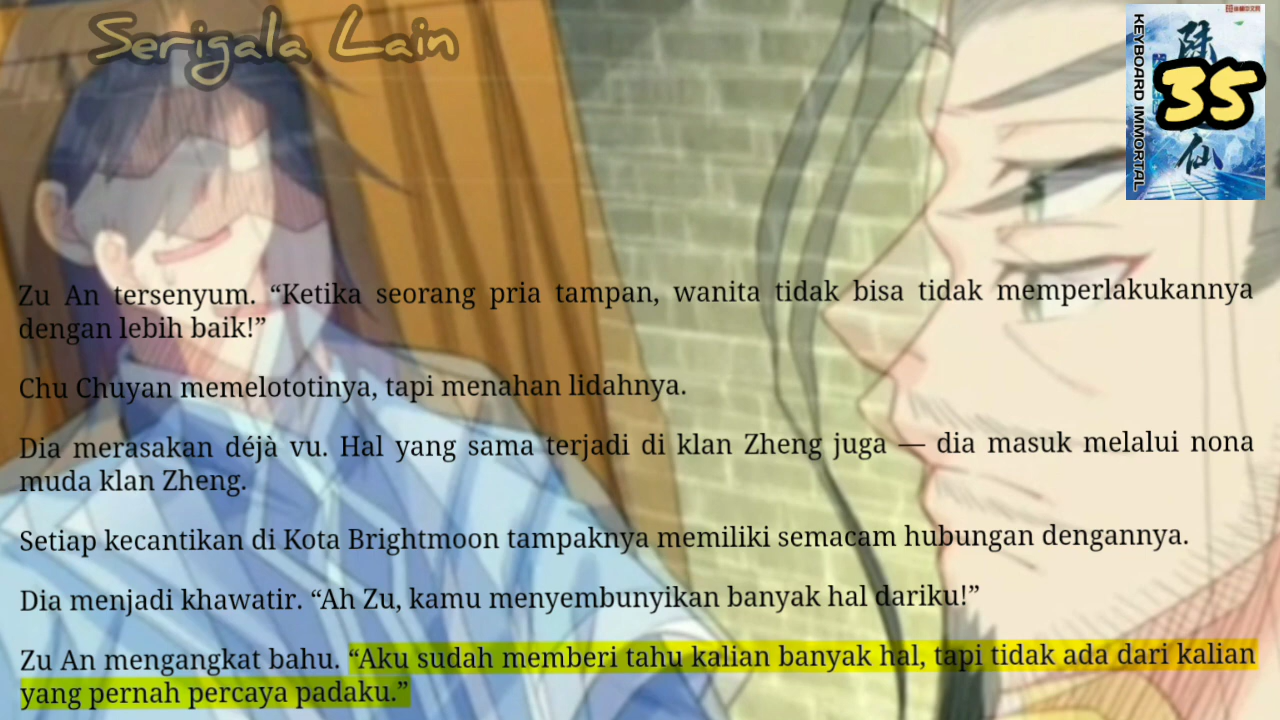 Serigala Lain
KEYBOARD IMMORTAL
35
仙
Zu An tersenyum. “Ketika seorang pria tampan, wanita tidak bisa tidak memperlakukannya
dengan lebih baik!”
Chu Chuyan memelototinya, tapi menahan lidahnya.
Dia merasakan déjà vu. Hal yang sama terjadi di klan Zheng juga — dia masuk melalui nona
muda klan Zheng.
Setiap kecantikan di Kota Brightmoon tampaknya memiliki semacam hubungan dengannya.
Dia menjadi khawatir. “Ah Zu, kamu menyembunyikan banyak hal dariku!”
Zu An mengangkat bahu. “Aku sudah memberi tahu kalian banyak hal, tapi tidak ada dari kalian
yang pernah percaya padaku.”